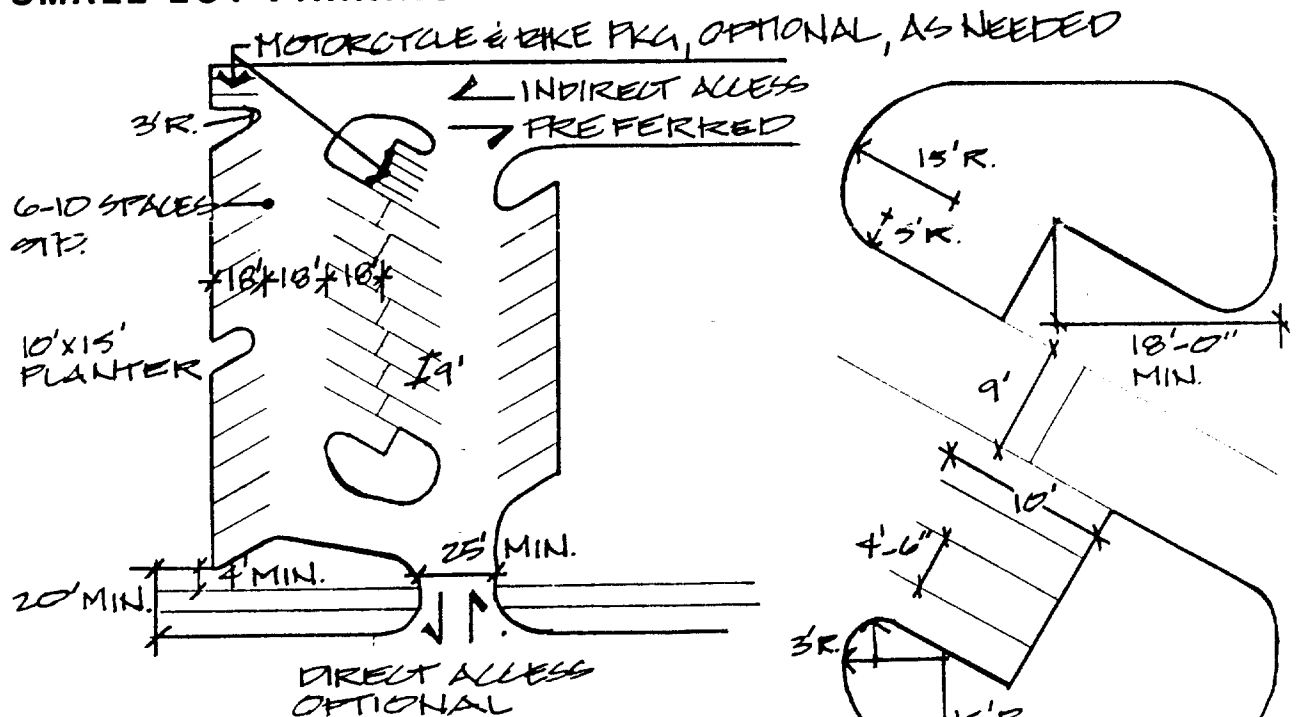 MOTORCYCLE & BIKE PKG, OPTIONAL, AS NEEDED
INDIRECT ACCESS
PREFERRED
3'R.
6-10 SPACES
18' 18' 18'
10'x15'
PLANTER
9'
25' MIN.
4' MIN.
20' MIN.
DIRECT ACCESS
OPTIONAL
15'R.
5'R.
18'-0"
MIN.
9'
10'
4'-6"
3'R.